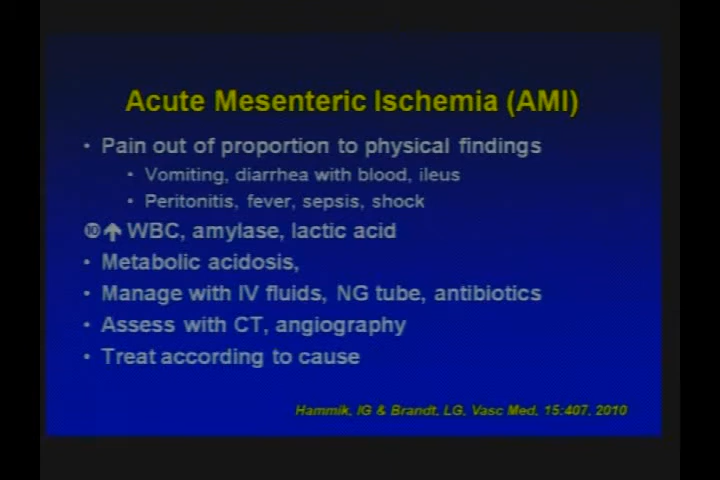 Acute Mesenteric Ischemia (AMI)
• Pain out of proportion to physical findings
• Vomiting, diarrhea with blood, ileus
• Peritonitis, fever, sepsis, shock
❿🡅 WBC, amylase, lactic acid
• Metabolic acidosis,
• Manage with IV fluids, NG tube, antibiotics
• Assess with CT, angiography
• Treat according to cause
Hammik, IG & Brandt, LG, Vasc Med, 15:407, 2010